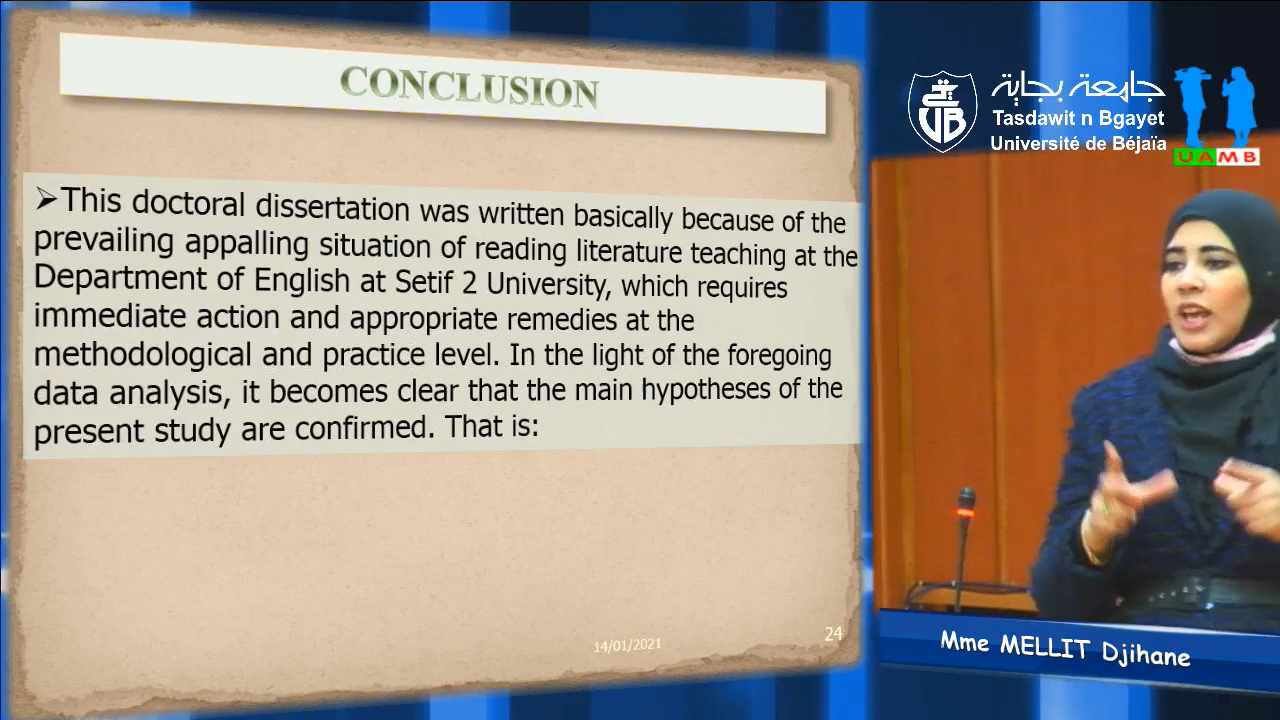 CONCLUSION
➢This doctoral dissertation was written basically because of the
prevailing appalling situation of reading literature teaching at the
Department of English at Setif 2 University, which requires
immediate action and appropriate remedies at the
methodological and practice level. In the light of the foregoing
data analysis, it becomes clear that the main hypotheses of the
present study are confirmed. That is:
14/01/2021
24
جامعة بجاية
Tasdawit n Bgayet
Université de Béjaïa
UB
UAMB
Mme MELLIT Djihane